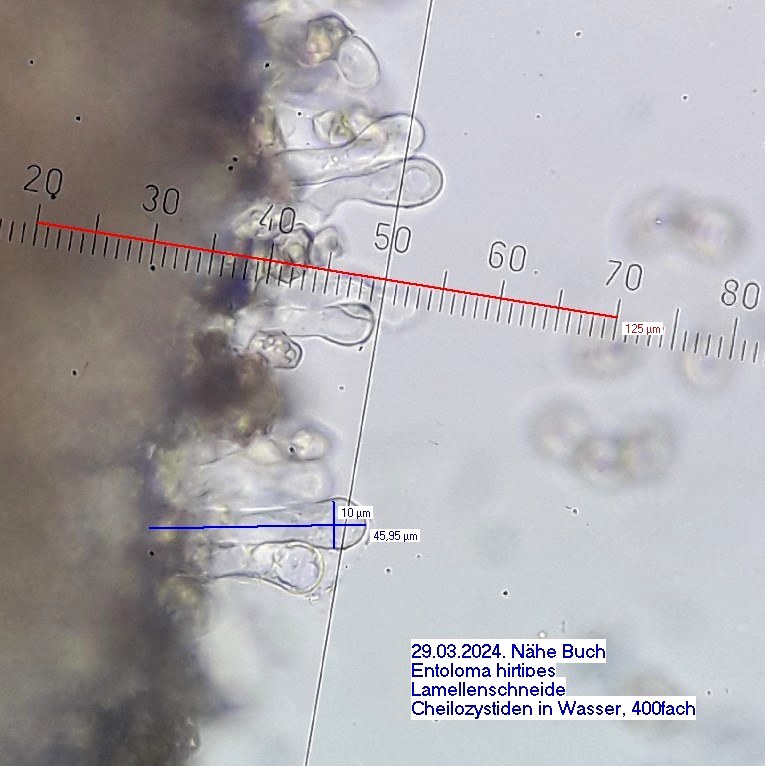 20
30
40
50
60
70
80
125 µm
10 µm
45,95 µm
29.03.2024. Nähe Buch
Entoloma hirtipes
Lamellenschneide
Cheilozystiden in Wasser, 400fach